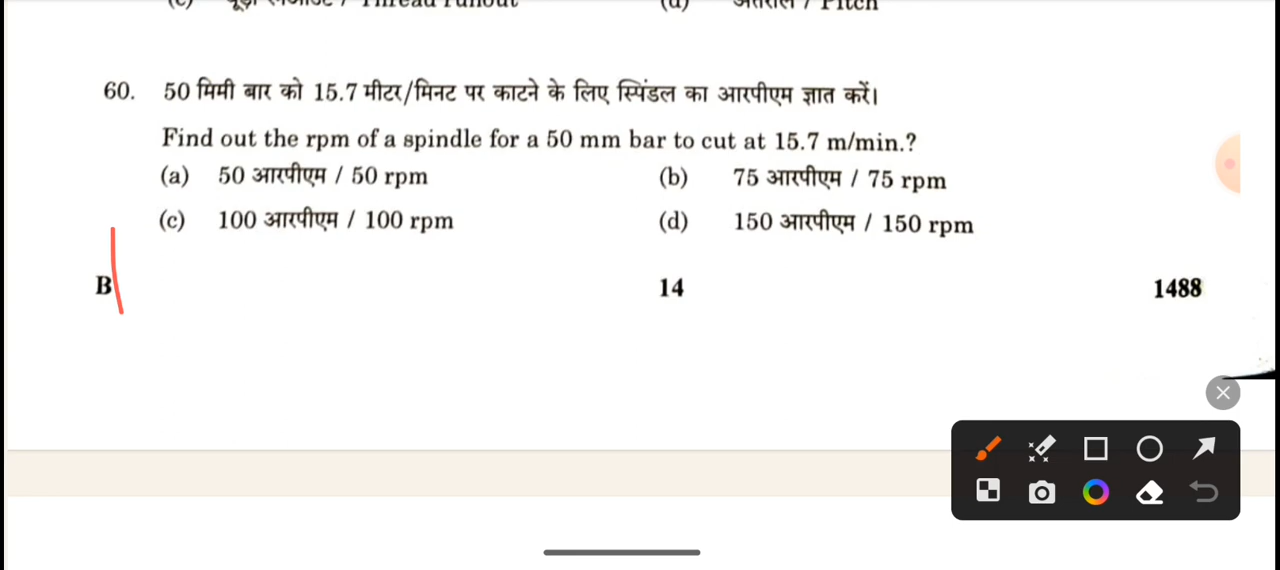 60. 50 मिमी बार को 15.7 मीटर/मिनट पर काटने के लिए स्पिंडल का आरपीएम ज्ञात करें।
Find out the rpm of a spindle for a 50 mm bar to cut at 15.7 m/min.?
(a) 50 आरपीएम / 50 rpm (b) 75 आरपीएम / 75 rpm
(c) 100 आरपीएम / 100 rpm (d) 150 आरपीएम / 150 rpm
B 14 1488